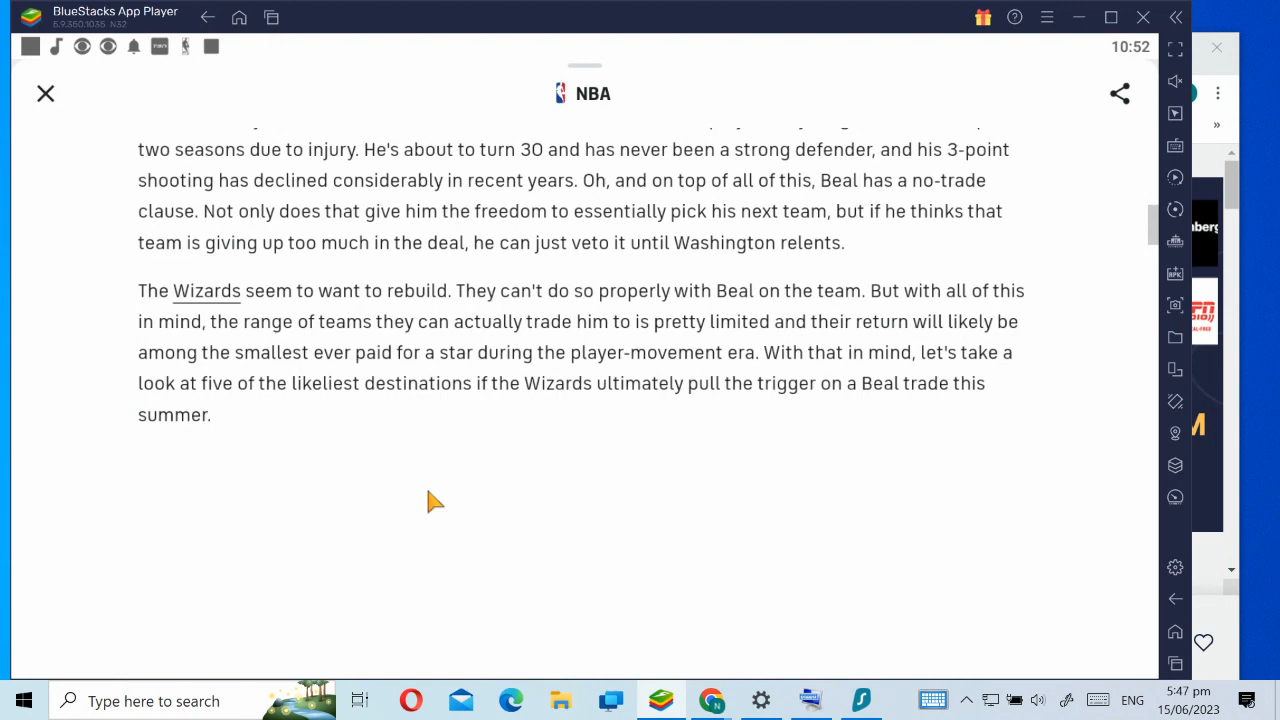 BlueStacks App Player
5.9.350.1035 N32
10:52
NBA
two seasons due to injury. He's about to turn 30 and has never been a strong defender, and his 3-point
shooting has declined considerably in recent years. Oh, and on top of all of this, Beal has a no-trade
clause. Not only does that give him the freedom to essentially pick his next team, but if he thinks that
team is giving up too much in the deal, he can just veto it until Washington relents.
The Wizards seem to want to rebuild. They can't do so properly with Beal on the team. But with all of this
in mind, the range of teams they can actually trade him to is pretty limited and their return will likely be
among the smallest ever paid for a star during the player-movement era. With that in mind, let's take a
look at five of the likeliest destinations if the Wizards ultimately pull the trigger on a Beal trade this
summer.
nberg
M
Type here to search
ENG
5:47 pm
15/06/2023